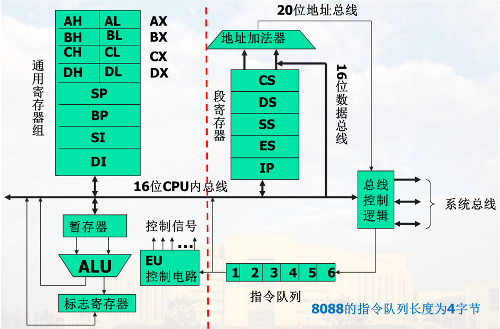 20位地址总线
AH AL AX
BH BL BX
CH CL CX
DH DL DX
SP
BP
SI
DI
通用寄存器组
地址加法器
段寄存器
CS
DS
SS
ES
IP
16位数据总线
16位CPU内总线
总线控制逻辑
系统总线
暂存器
ALU
标志寄存器
控制信号
...
EU
控制电路
1 2 3 4 5 6
指令队列
8088的指令队列长度为4字节